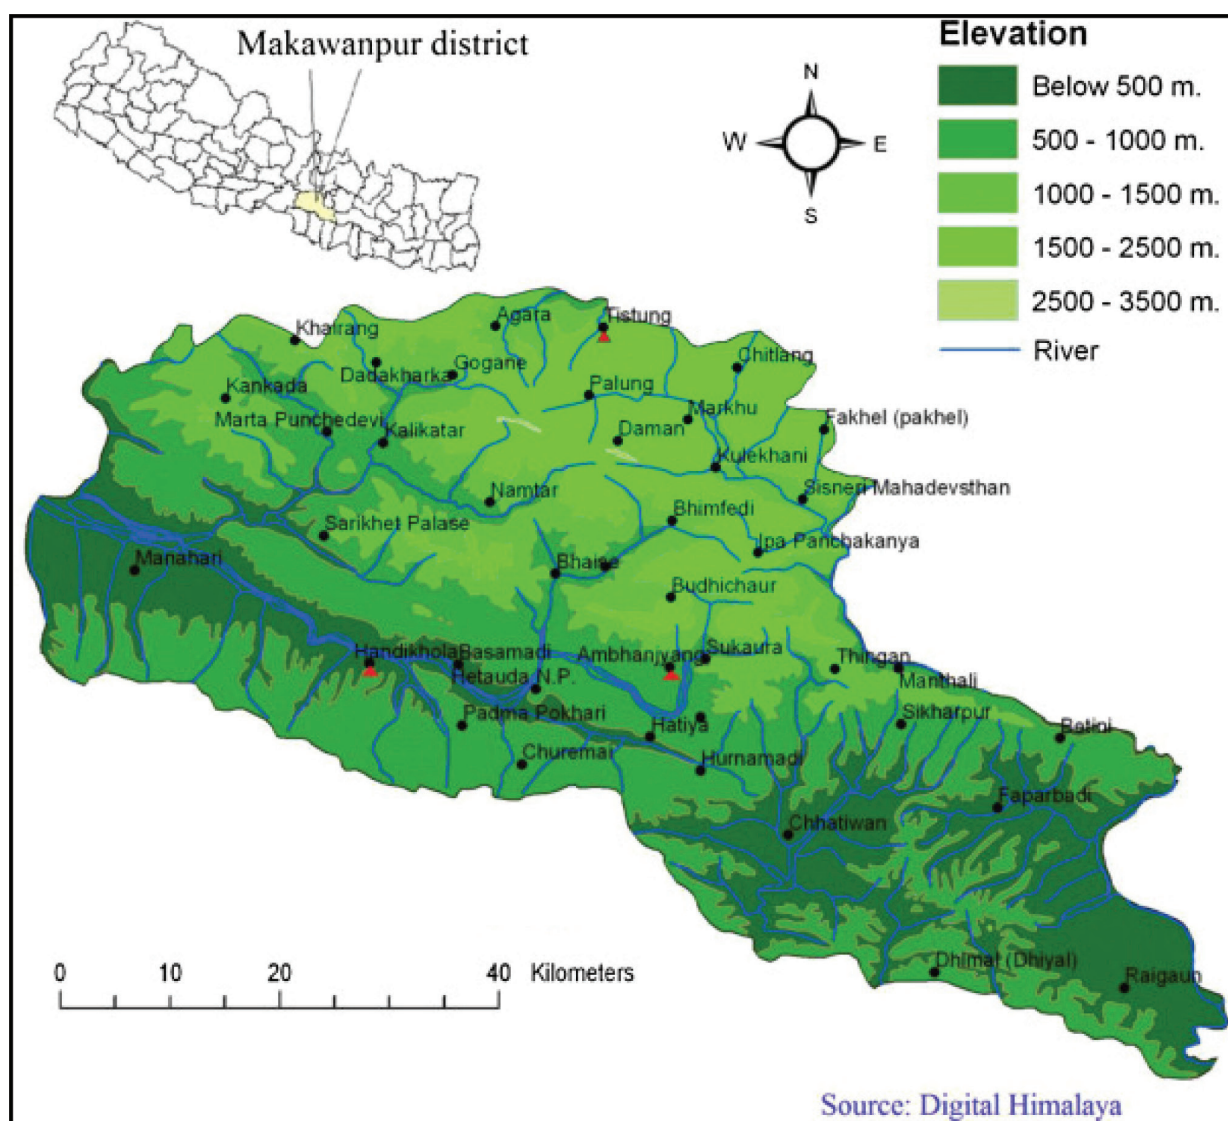 Makawanpur district
Elevation
Below 500 m.
500 - 1000 m.
1000 - 1500 m.
1500 - 2500 m.
2500 - 3500 m.
River
N
W
E
S
Khairang
Agara
Tistung
Chitlang
Dadakharka
Gogane
Kankada
Palung
Markhu
Fakhel (pakhel)
Marta Punchedevi
Kalikatar
Daman
Kulekhani
Namtar
Sisneri Mahadevsthan
Sarikhet Palase
Bhimfedi
Ipa Panchakanya
Manahari
Bhaise
Budhichaur
Handikhola
Basamadi
Ambhanjyang
Sukaura
Thingan
Manthali
Hetauda N.P.
Padma Pokhari
Hatiya
Sikharpur
Betini
Churemai
Hurnamadi
Faparbadi
Chhatiwan
Dhimal (Dhiyal)
Raigaun
0 10 20 40 Kilometers
Source: Digital Himalaya